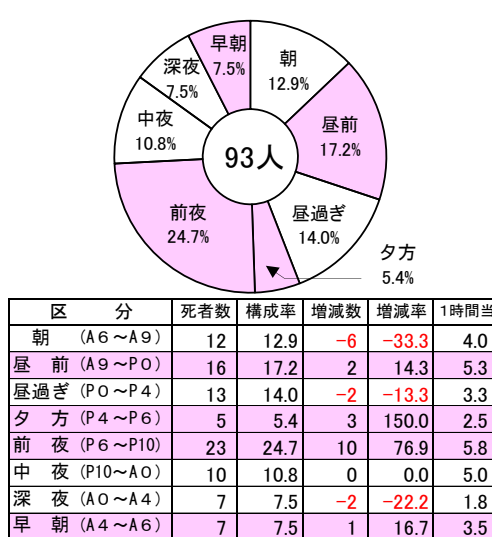 早朝
7.5%
朝
12.9%
深夜
7.5%
昼前
17.2%
中夜
10.8%
93人
前夜
24.7%
昼過ぎ
14.0%
夕方
5.4%
区 分 死者数 構成率 増減数 増減率 1時間当
朝 (A6～A9) 12 12.9 -6 -33.3 4.0
昼 前 (A9～P0) 16 17.2 2 14.3 5.3
昼過ぎ (P0～P4) 13 14.0 -2 -13.3 3.3
夕 方 (P4～P6) 5 5.4 3 150.0 2.5
前 夜 (P6～P10) 23 24.7 10 76.9 5.8
中 夜 (P10～A0) 10 10.8 0 0.0 5.0
深 夜 (A0～A4) 7 7.5 -2 -22.2 1.8
早 朝 (A4～A6) 7 7.5 1 16.7 3.5